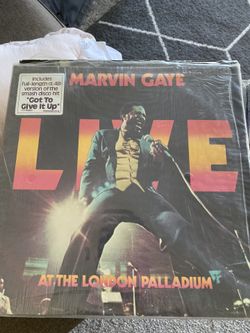 MARVIN GAYE
includes
full-length (11:48)
version of the
smash disco hit
"Got To
Give It Up"
LIVE
AT THE LONDON PALLADIUM